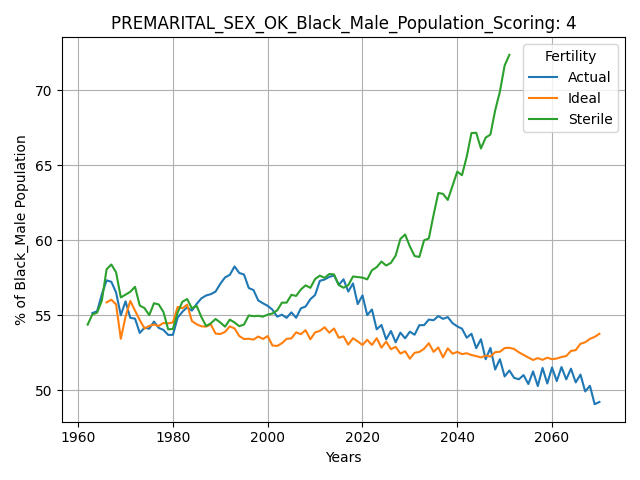 PREMARITAL_SEX_OK_Black_Male_Population_Scoring: 4
% of Black_Male Population
70
65
60
55
50
1960
1980
2000
2020
2040
2060
Years
Fertility
Actual
Ideal
Sterile